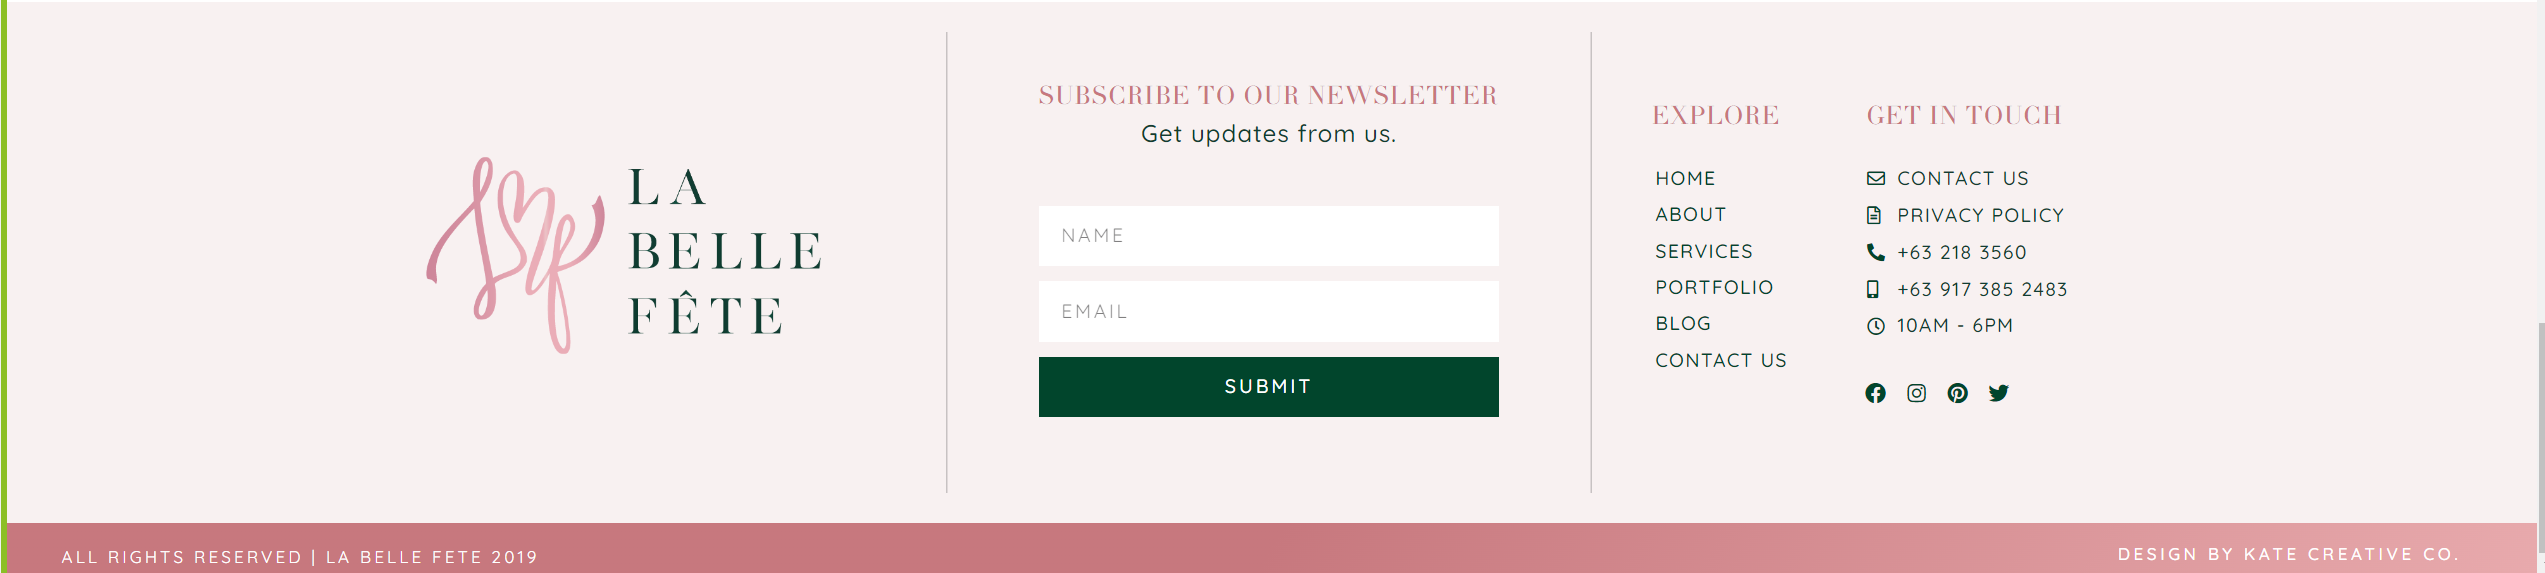 LA
BELLE
FÊTE
SUBSCRIBE TO OUR NEWSLETTER
Get updates from us.
NAME
EMAIL
SUBMIT
EXPLORE
HOME
ABOUT
SERVICES
PORTFOLIO
BLOG
CONTACT US
GET IN TOUCH
CONTACT US
PRIVACY POLICY
+63 218 3560
+63 917 385 2483
10AM - 6PM
ALL RIGHTS RESERVED | LA BELLE FETE 2019
DESIGN BY KATE CREATIVE CO.